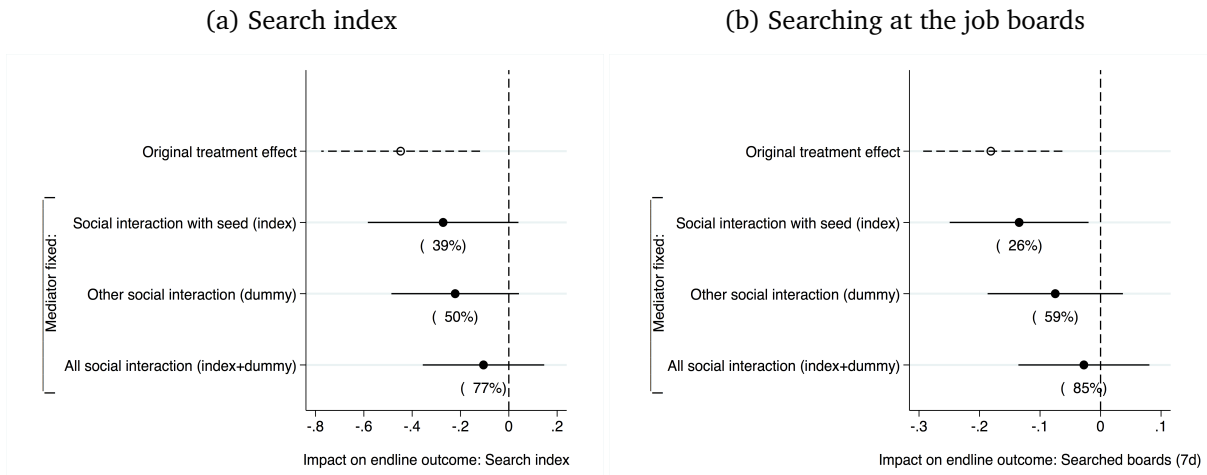 (a) Search index
Original treatment effect
Mediator fixed:
Social interaction with seed (index)
( 39%)
Other social interaction (dummy)
( 50%)
All social interaction (index+dummy)
( 77%)
-.8 -.6 -.4 -.2 0 .2
Impact on endline outcome: Search index
(b) Searching at the job boards
Original treatment effect
Mediator fixed:
Social interaction with seed (index)
( 26%)
Other social interaction (dummy)
( 59%)
All social interaction (index+dummy)
( 85%)
-.3 -.2 -.1 0 .1
Impact on endline outcome: Searched boards (7d)